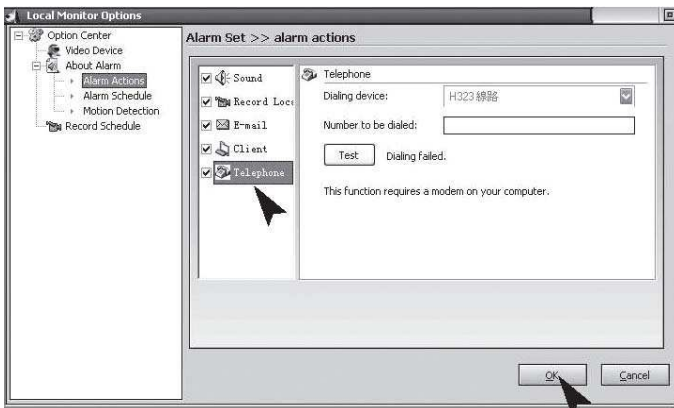 Local Monitor Options
Option Center
Video Device
About Alarm
Alarm Actions
Alarm Schedule
Motion Detection
Record Schedule
Alarm Set >> alarm actions
Sound
Record Loc
E-mail
Client
Telephone
Telephone
Dialing device:
H323 線路
Number to be dialed:
Test
Dialing failed.
This function requires a modem on your computer.
OK
Cancel